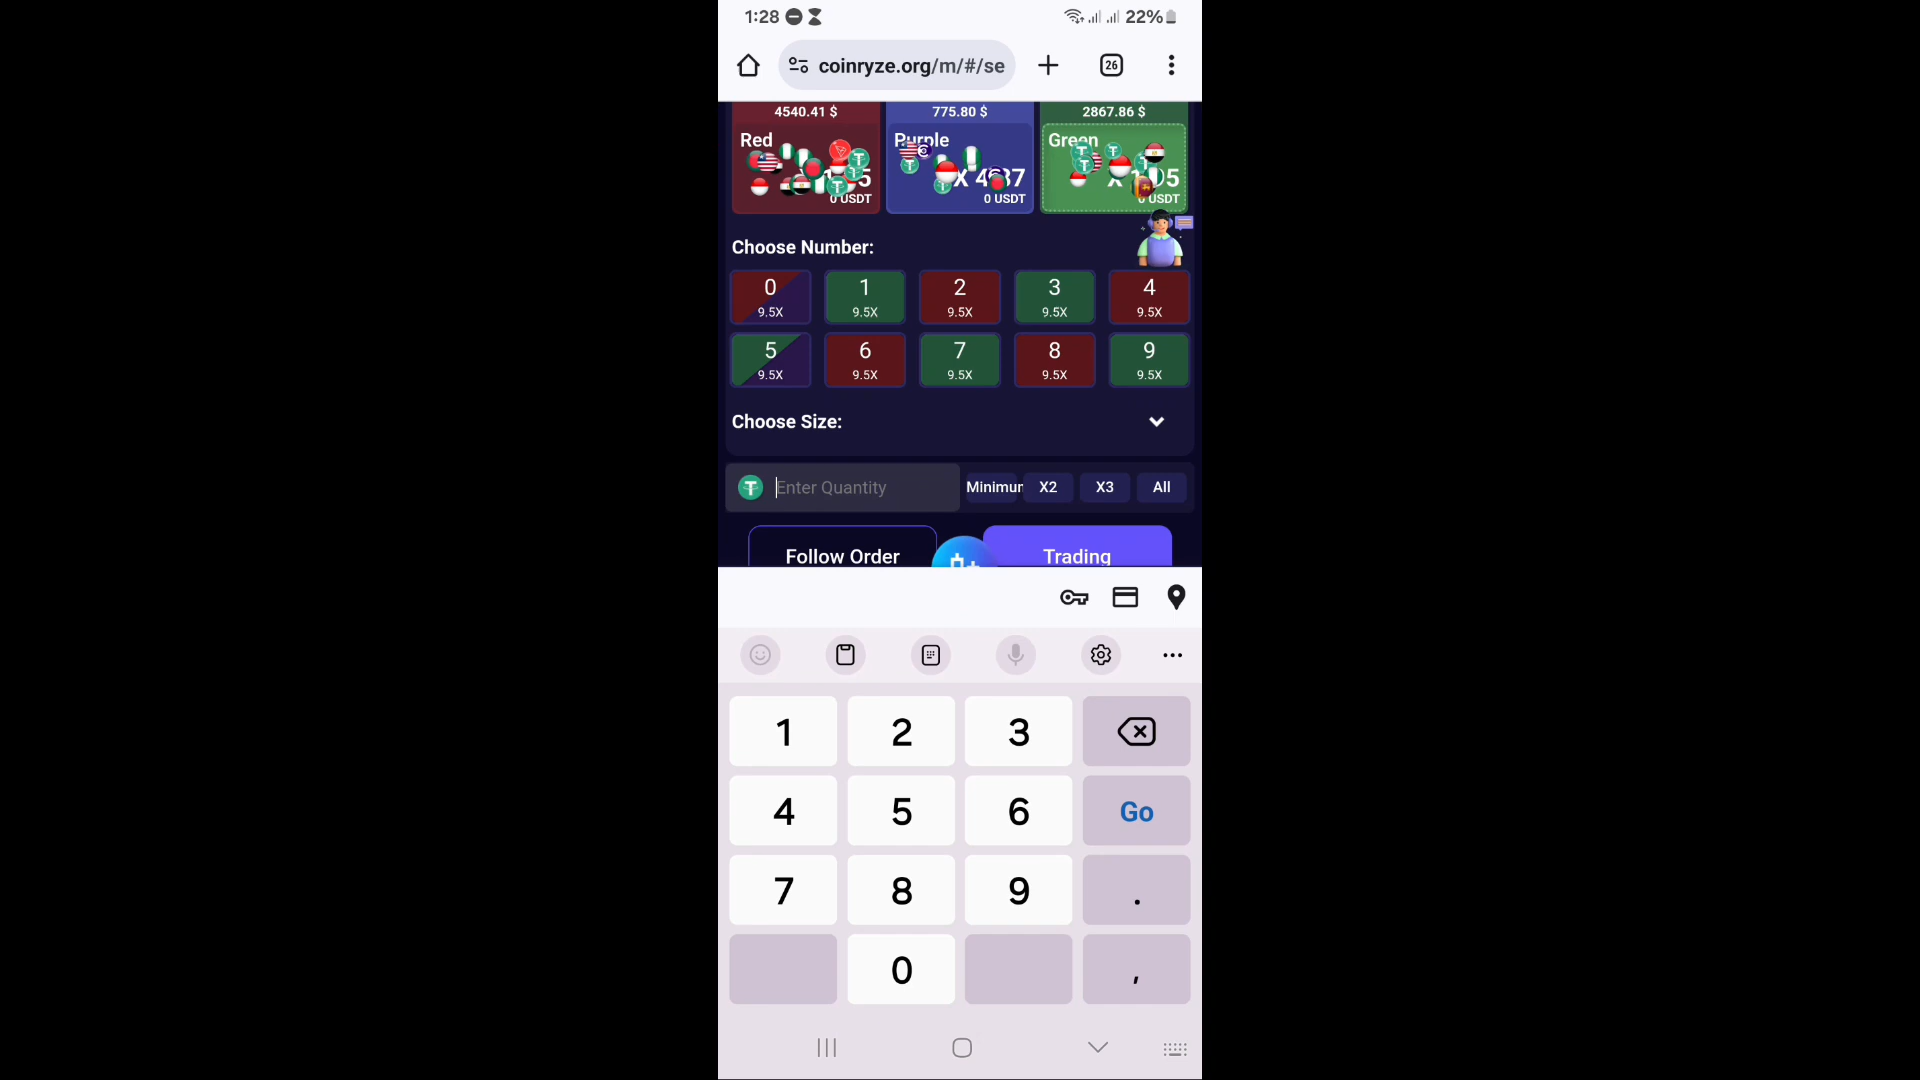 1:28 22%
coinryze.org/m/#/se 26
4540.41 $ 775.80 $ 2867.86 $
Red Purple Green
0 USDT 0 USDT 0 USDT
Choose Number:
0 1 2 3 4
9.5X 9.5X 9.5X 9.5X 9.5X
5 6 7 8 9
9.5X 9.5X 9.5X 9.5X 9.5X
Choose Size:
Enter Quantity Minimur X2 X3 All
Follow Order Trading
1 2 3
4 5 6 Go
7 8 9 .
0 ,